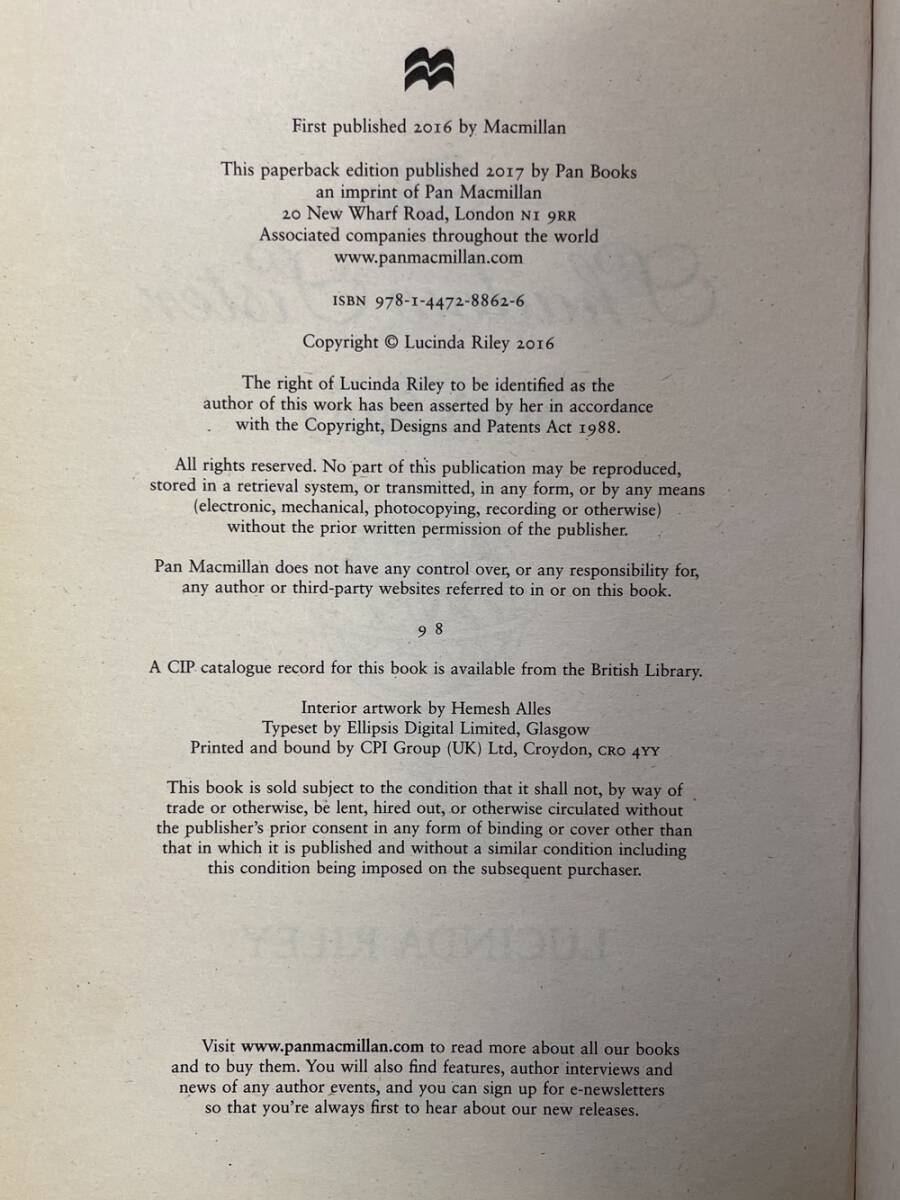 First published 2016 by Macmillan
This paperback edition published 2017 by Pan Books
an imprint of Pan Macmillan
20 New Wharf Road, London N1 9RR
Associated companies throughout the world
www.panmacmillan.com
ISBN 978-1-4472-8862-6
Copyright © Lucinda Riley 2016
The right of Lucinda Riley to be identified as the
author of this work has been asserted by her in accordance
with the Copyright, Designs and Patents Act 1988.
All rights reserved. No part of this publication may be reproduced,
stored in a retrieval system, or transmitted, in any form, or by any means
(electronic, mechanical, photocopying, recording or otherwise)
without the prior written permission of the publisher.
Pan Macmillan does not have any control over, or any responsibility for,
any author or third-party websites referred to in or on this book.
9 8
A CIP catalogue record for this book is available from the British Library.
Interior artwork by Hemesh Alles
Typeset by Ellipsis Digital Limited, Glasgow
Printed and bound by CPI Group (UK) Ltd, Croydon, CR0 4YY
This book is sold subject to the condition that it shall not, by way of
trade or otherwise, be lent, hired out, or otherwise circulated without
the publisher's prior consent in any form of binding or cover other than
that in which it is published and without a similar condition including
this condition being imposed on the subsequent purchaser.
LUCINDA RILEY
Visit www.panmacmillan.com to read more about all our books
and to buy them. You will also find features, author interviews and
news of any author events, and you can sign up for e-newsletters
so that you're always first to hear about our new releases.